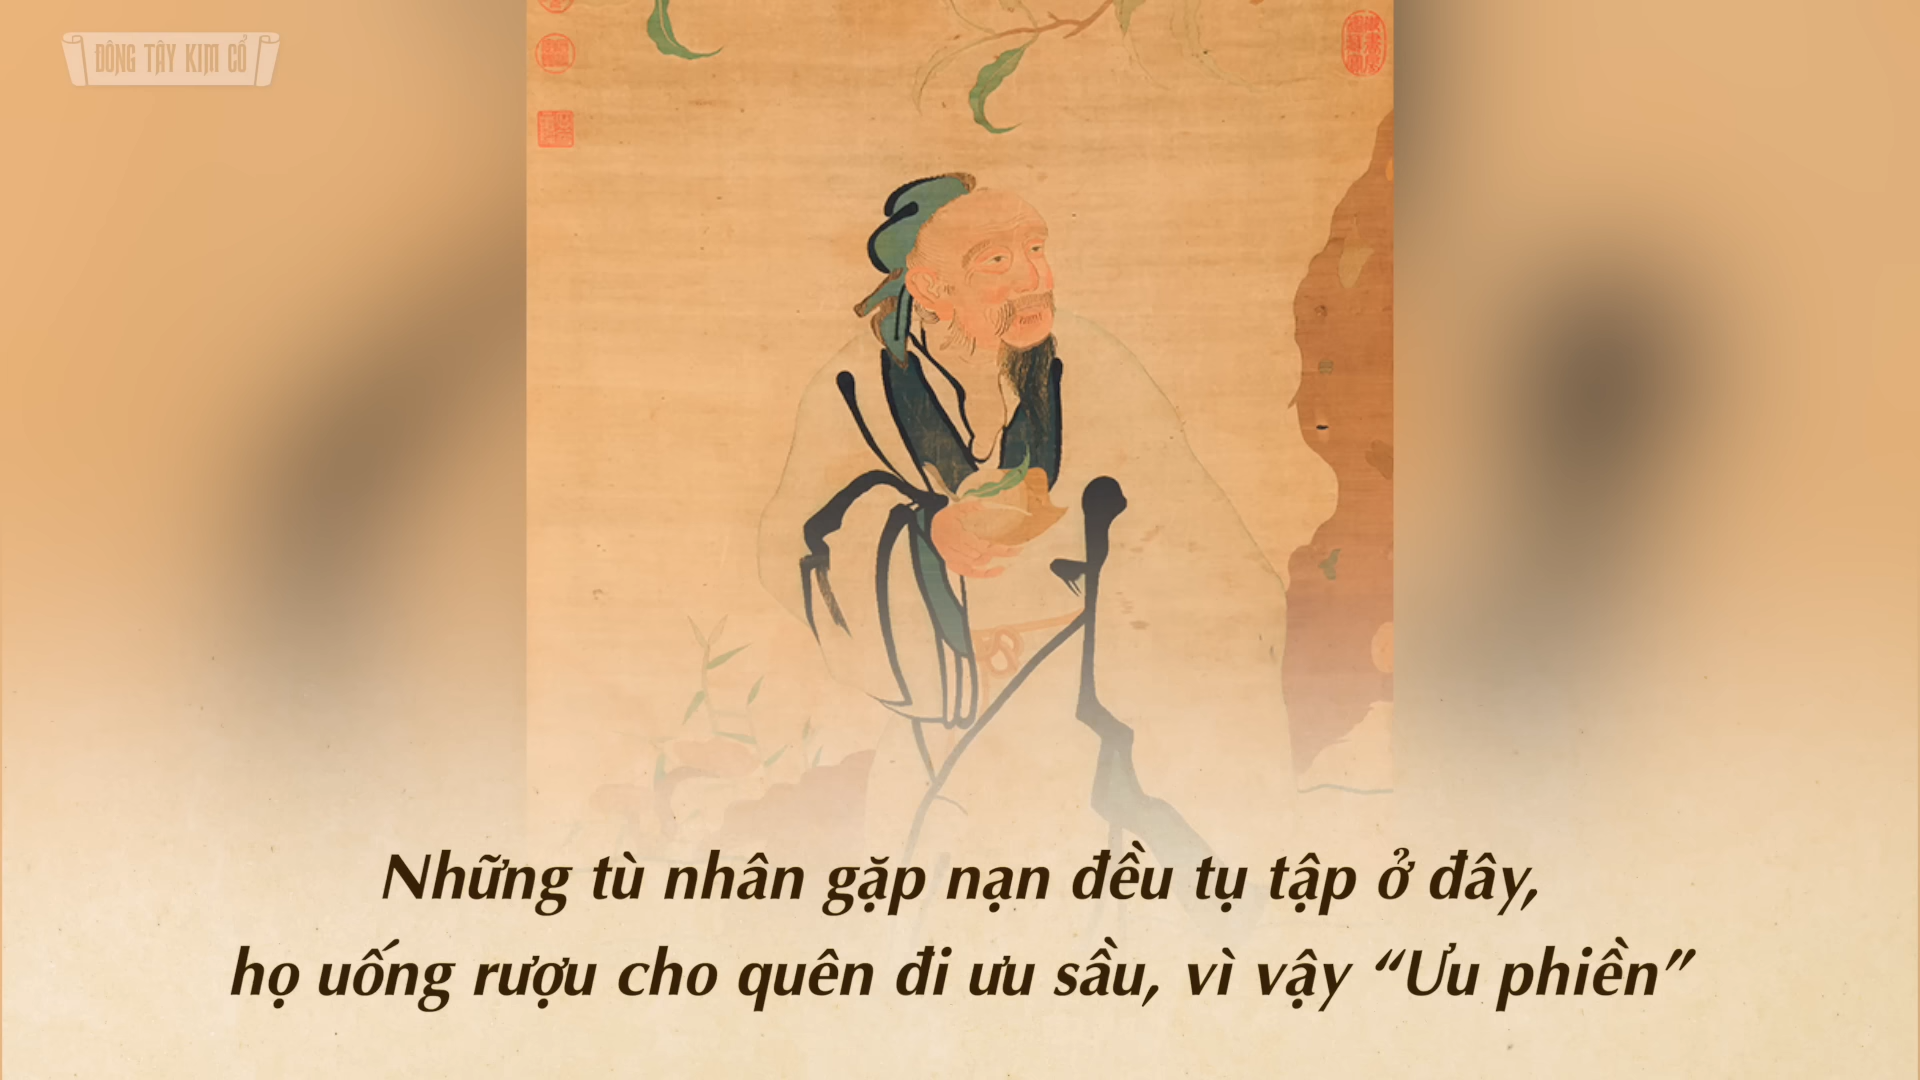 ĐÔNG TÂY KIM CỔ
Những tù nhân gặp nạn đều tụ tập ở đây,
họ uống rượu cho quên đi ưu sầu, vì vậy “Ưu phiền”